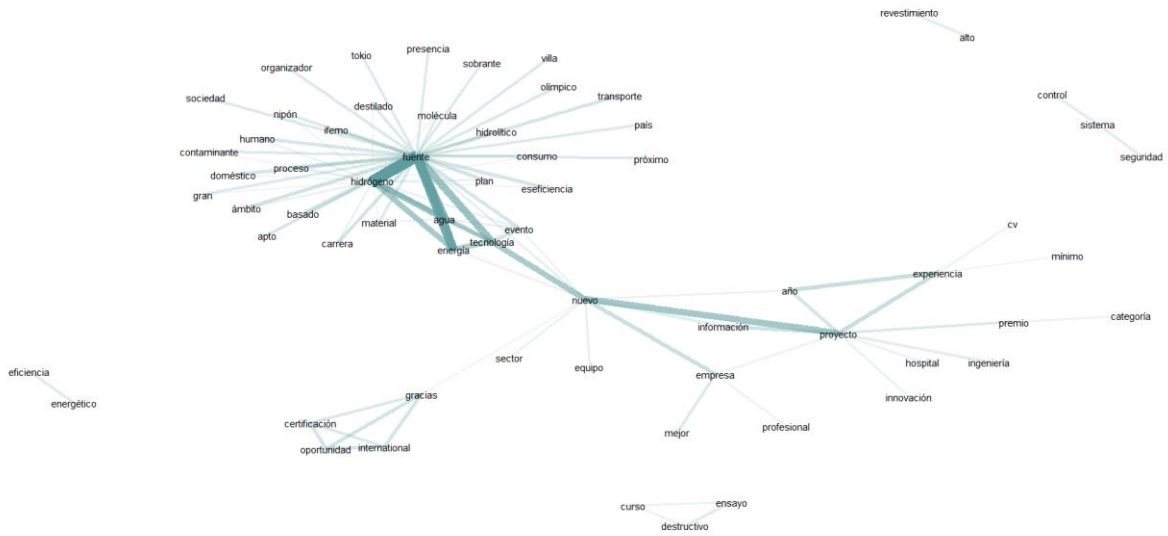 revestimiento
alto
presencia
tokio
villa
sobrante
organizador
olímpico
sociedad
destilado
transporte
control
nipón
molécula
ifemo
hidrolítico
país
sistema
humano
contaminante
fuente
consumo
próximo
seguridad
doméstico
proceso
hidrógeno
plan
eseficiencia
gran
ámbito
basado
material
agua
evento
cv
apto
carrera
energía
tecnología
mínimo
experiencia
año
nuevo
información
proyecto
premio
categoría
sector
equipo
empresa
hospital
ingeniería
eficiencia
energético
gracias
innovación
certificación
mejor
profesional
oportunidad
international
curso
ensayo
destructivo